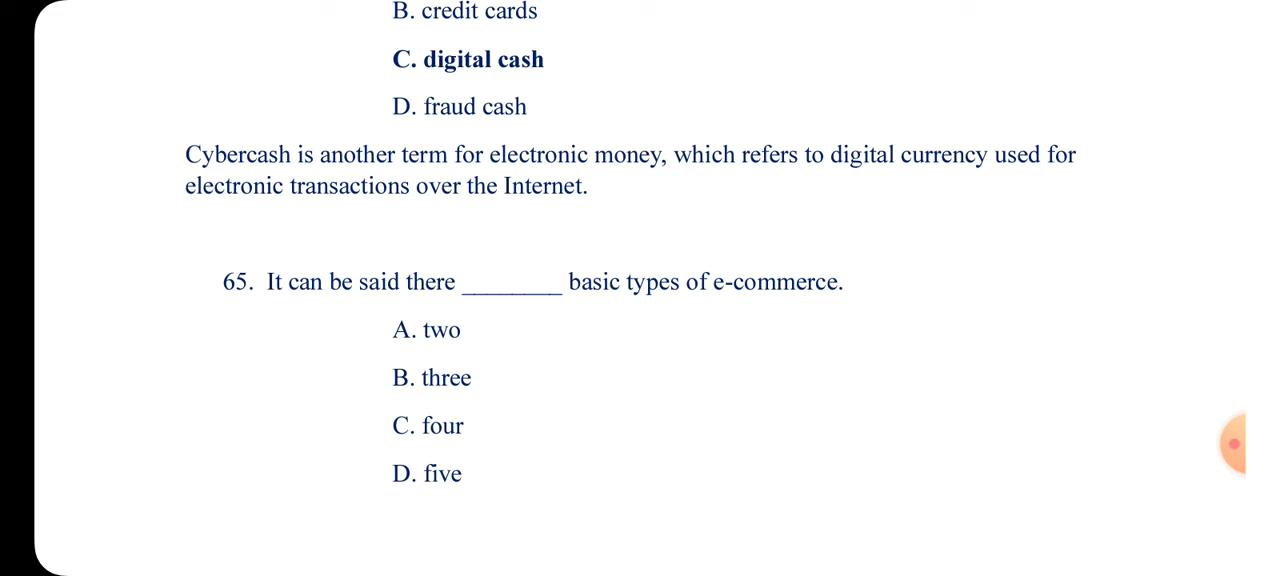 B. credit cards
C. digital cash
D. fraud cash
Cybercash is another term for electronic money, which refers to digital currency used for
electronic transactions over the Internet.
65. It can be said there ________ basic types of e-commerce.
A. two
B. three
C. four
D. five